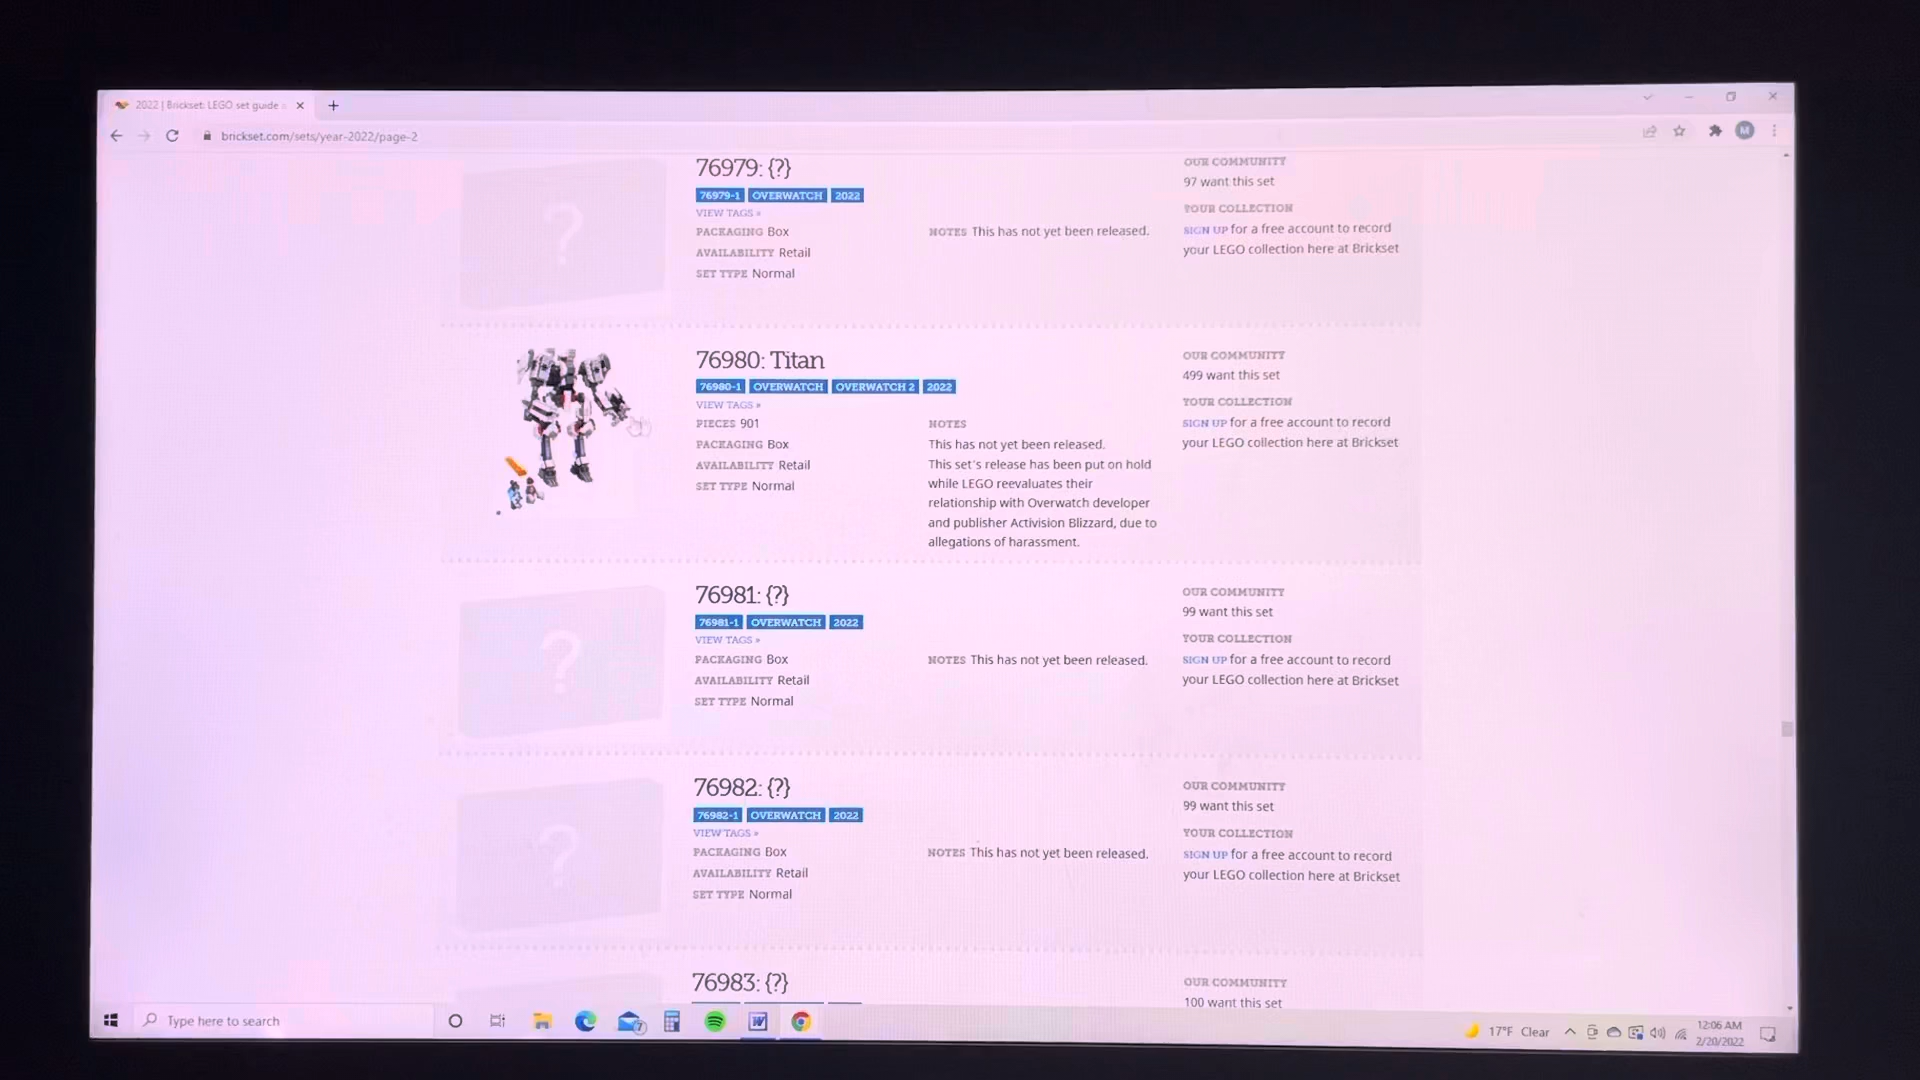 2022 | Brickset: LEGO set guide
brickset.com/sets/year-2022/page-2
M
76979: {?}
76979-1 OVERWATCH 2022
VIEW TAGS »
PACKAGING Box
AVAILABILITY Retail
SET TYPE Normal
NOTES This has not yet been released.
OUR COMMUNITY
97 want this set
YOUR COLLECTION
SIGN UP for a free account to record
your LEGO collection here at Brickset
76980: Titan
76980-1 OVERWATCH OVERWATCH 2 2022
VIEW TAGS »
PIECES 901
PACKAGING Box
AVAILABILITY Retail
SET TYPE Normal
NOTES
This has not yet been released.
This set's release has been put on hold
while LEGO reevaluates their
relationship with Overwatch developer
and publisher Activision Blizzard, due to
allegations of harassment.
OUR COMMUNITY
499 want this set
YOUR COLLECTION
SIGN UP for a free account to record
your LEGO collection here at Brickset
76981: {?}
76981-1 OVERWATCH 2022
VIEW TAGS »
PACKAGING Box
AVAILABILITY Retail
SET TYPE Normal
NOTES This has not yet been released.
OUR COMMUNITY
99 want this set
YOUR COLLECTION
SIGN UP for a free account to record
your LEGO collection here at Brickset
76982: {?}
76982-1 OVERWATCH 2022
VIEW TAGS »
PACKAGING Box
AVAILABILITY Retail
SET TYPE Normal
NOTES This has not yet been released.
OUR COMMUNITY
99 want this set
YOUR COLLECTION
SIGN UP for a free account to record
your LEGO collection here at Brickset
76983: {?}
OUR COMMUNITY
100 want this set
Type here to search
7
W
17°F Clear
12:06 AM
2/20/2022